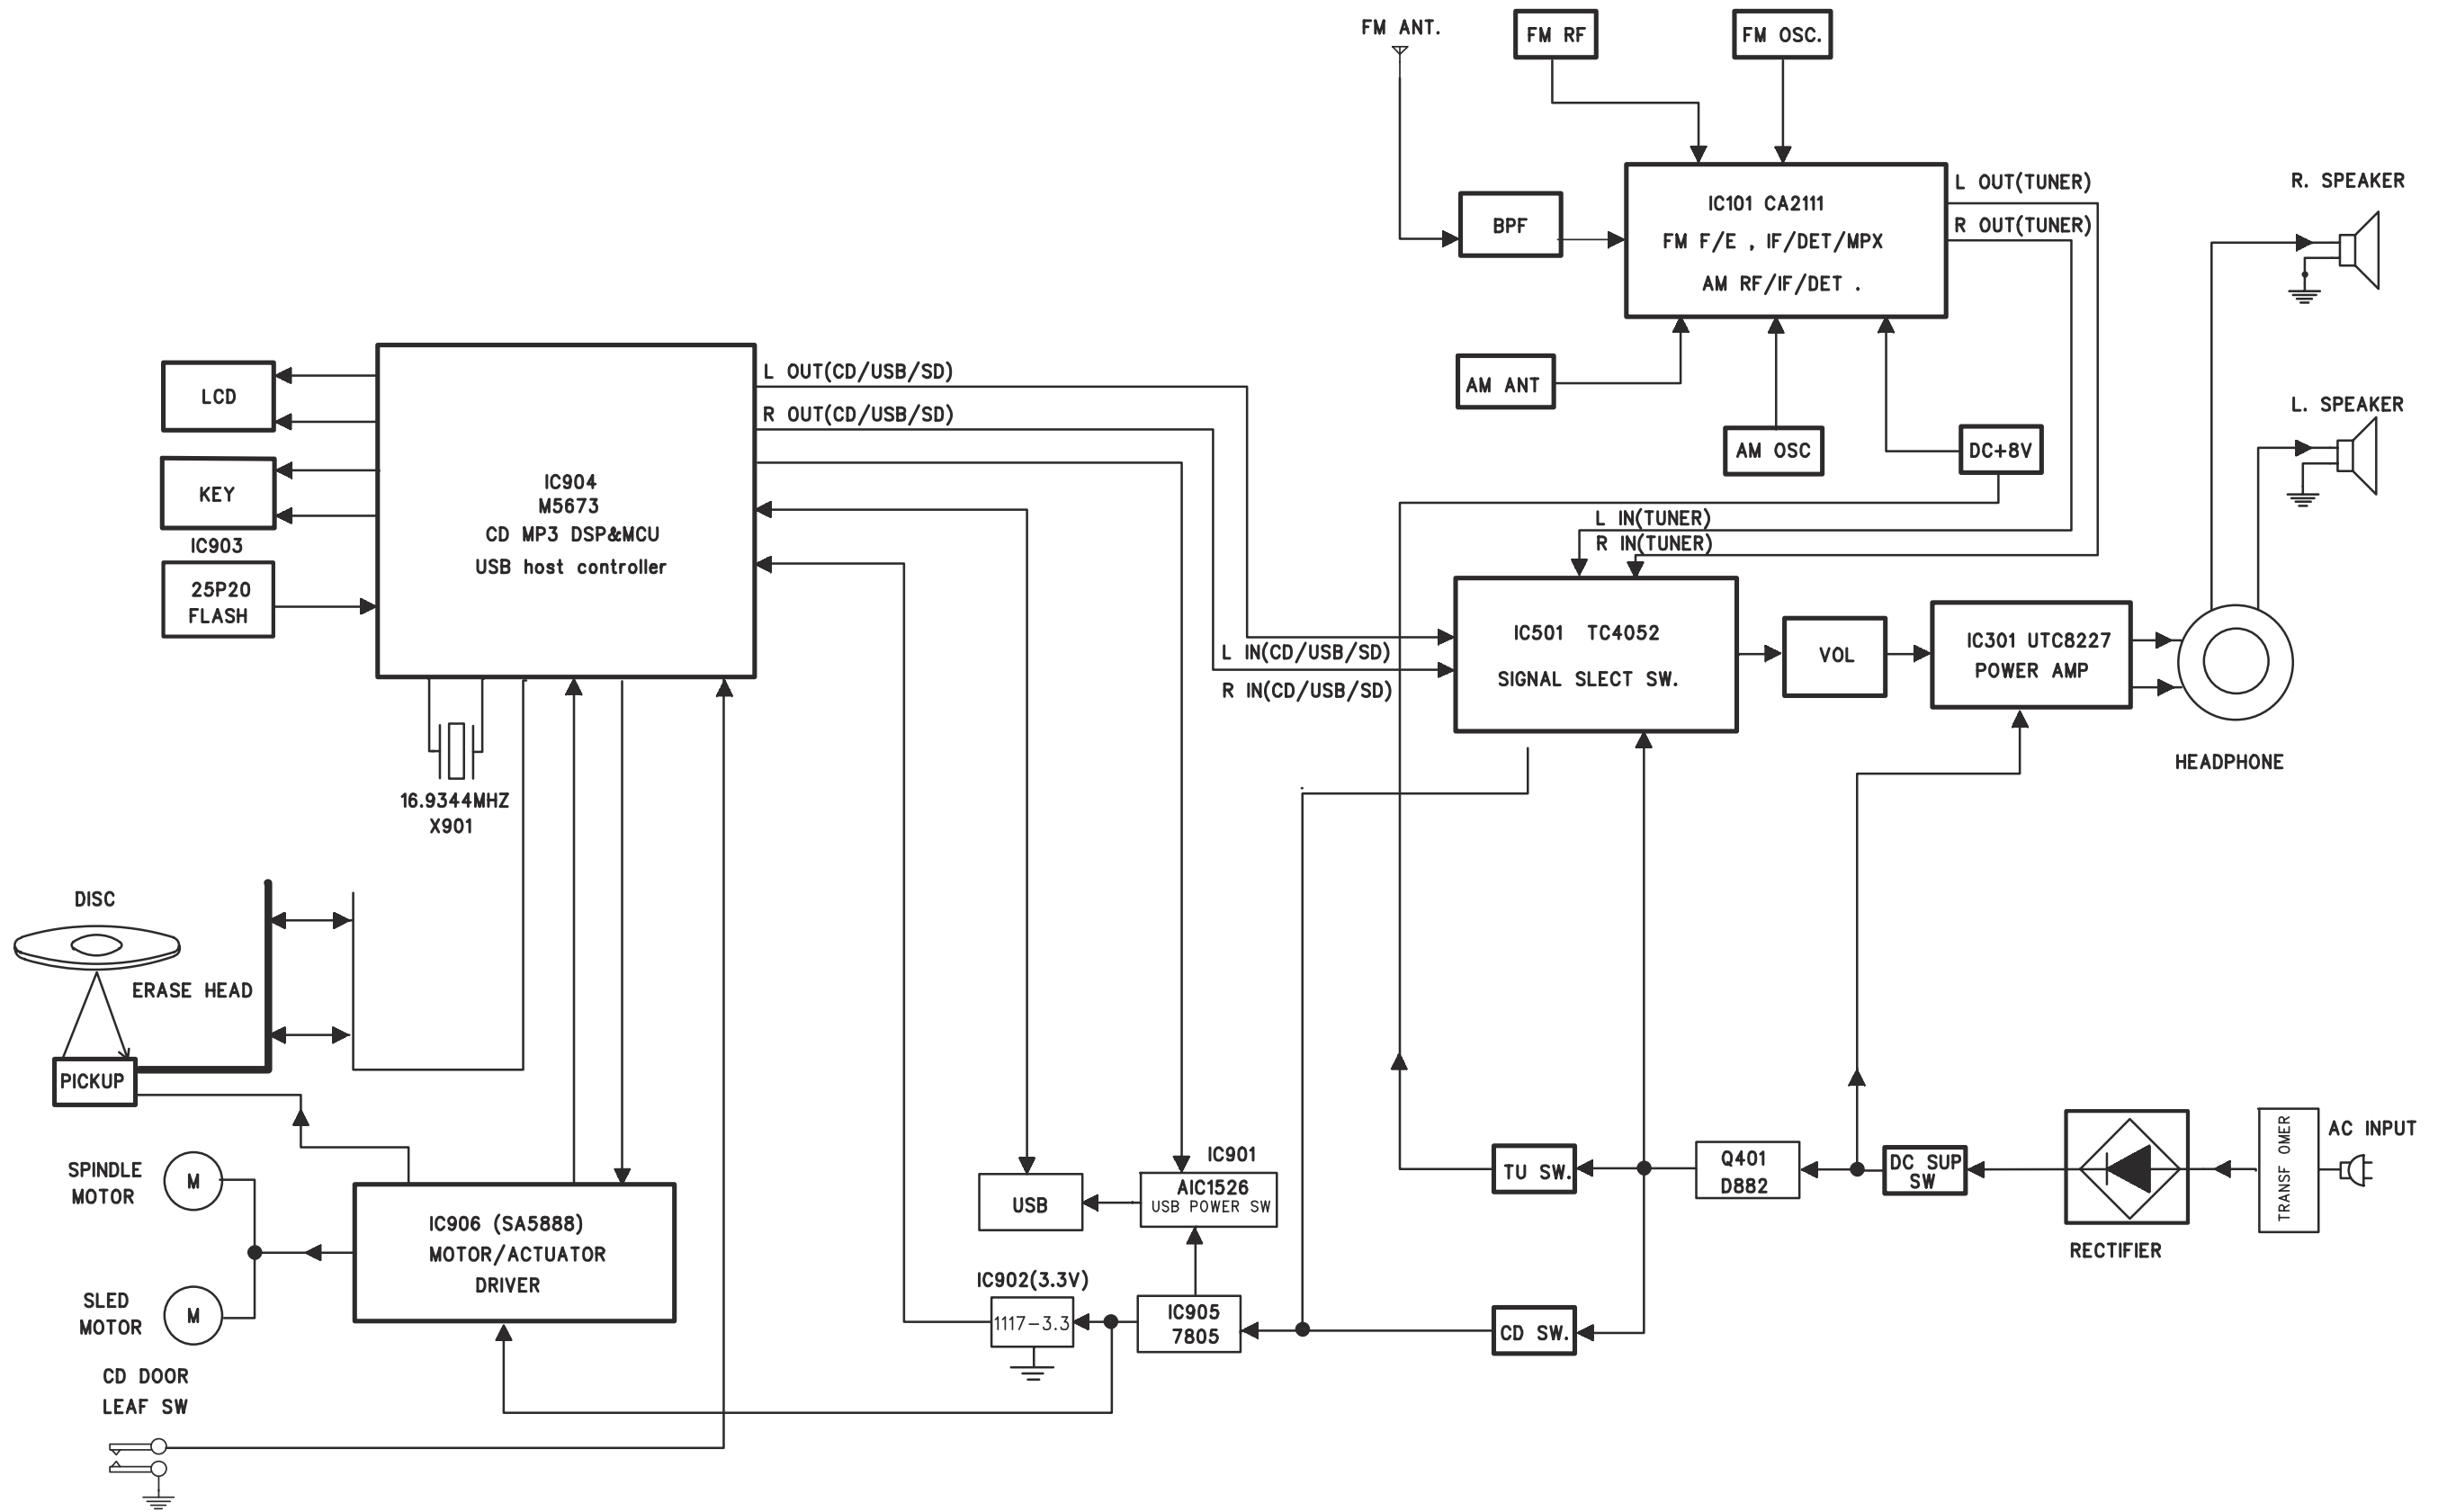 FM ANT.
FM RF
FM OSC.
BPF
IC101 CA2111
FM F/E , IF/DET/MPX
AM RF/IF/DET .
L OUT(TUNER)
R OUT(TUNER)
R. SPEAKER
AM ANT
AM OSC
DC+8V
L. SPEAKER
LCD
KEY
IC903
25P20
FLASH
IC904
M5673
CD MP3 DSP&MCU
USB host controller
L OUT(CD/USB/SD)
R OUT(CD/USB/SD)
L IN(TUNER)
R IN(TUNER)
L IN(CD/USB/SD)
R IN(CD/USB/SD)
IC501 TC4052
SIGNAL SLECT SW.
VOL
IC301 UTC8227
POWER AMP
HEADPHONE
16.9344MHZ
X901
DISC
ERASE HEAD
PICKUP
SPINDLE
MOTOR
M
SLED
MOTOR
M
IC906 (SA5888)
MOTOR/ACTUATOR
DRIVER
CD DOOR
LEAF SW
USB
IC901
AIC1526
USB POWER SW
IC902(3.3V)
1117-3.3
IC905
7805
TU SW.
CD SW.
Q401
D882
DC SUP
SW
RECTIFIER
TRANSF OMER
AC INPUT